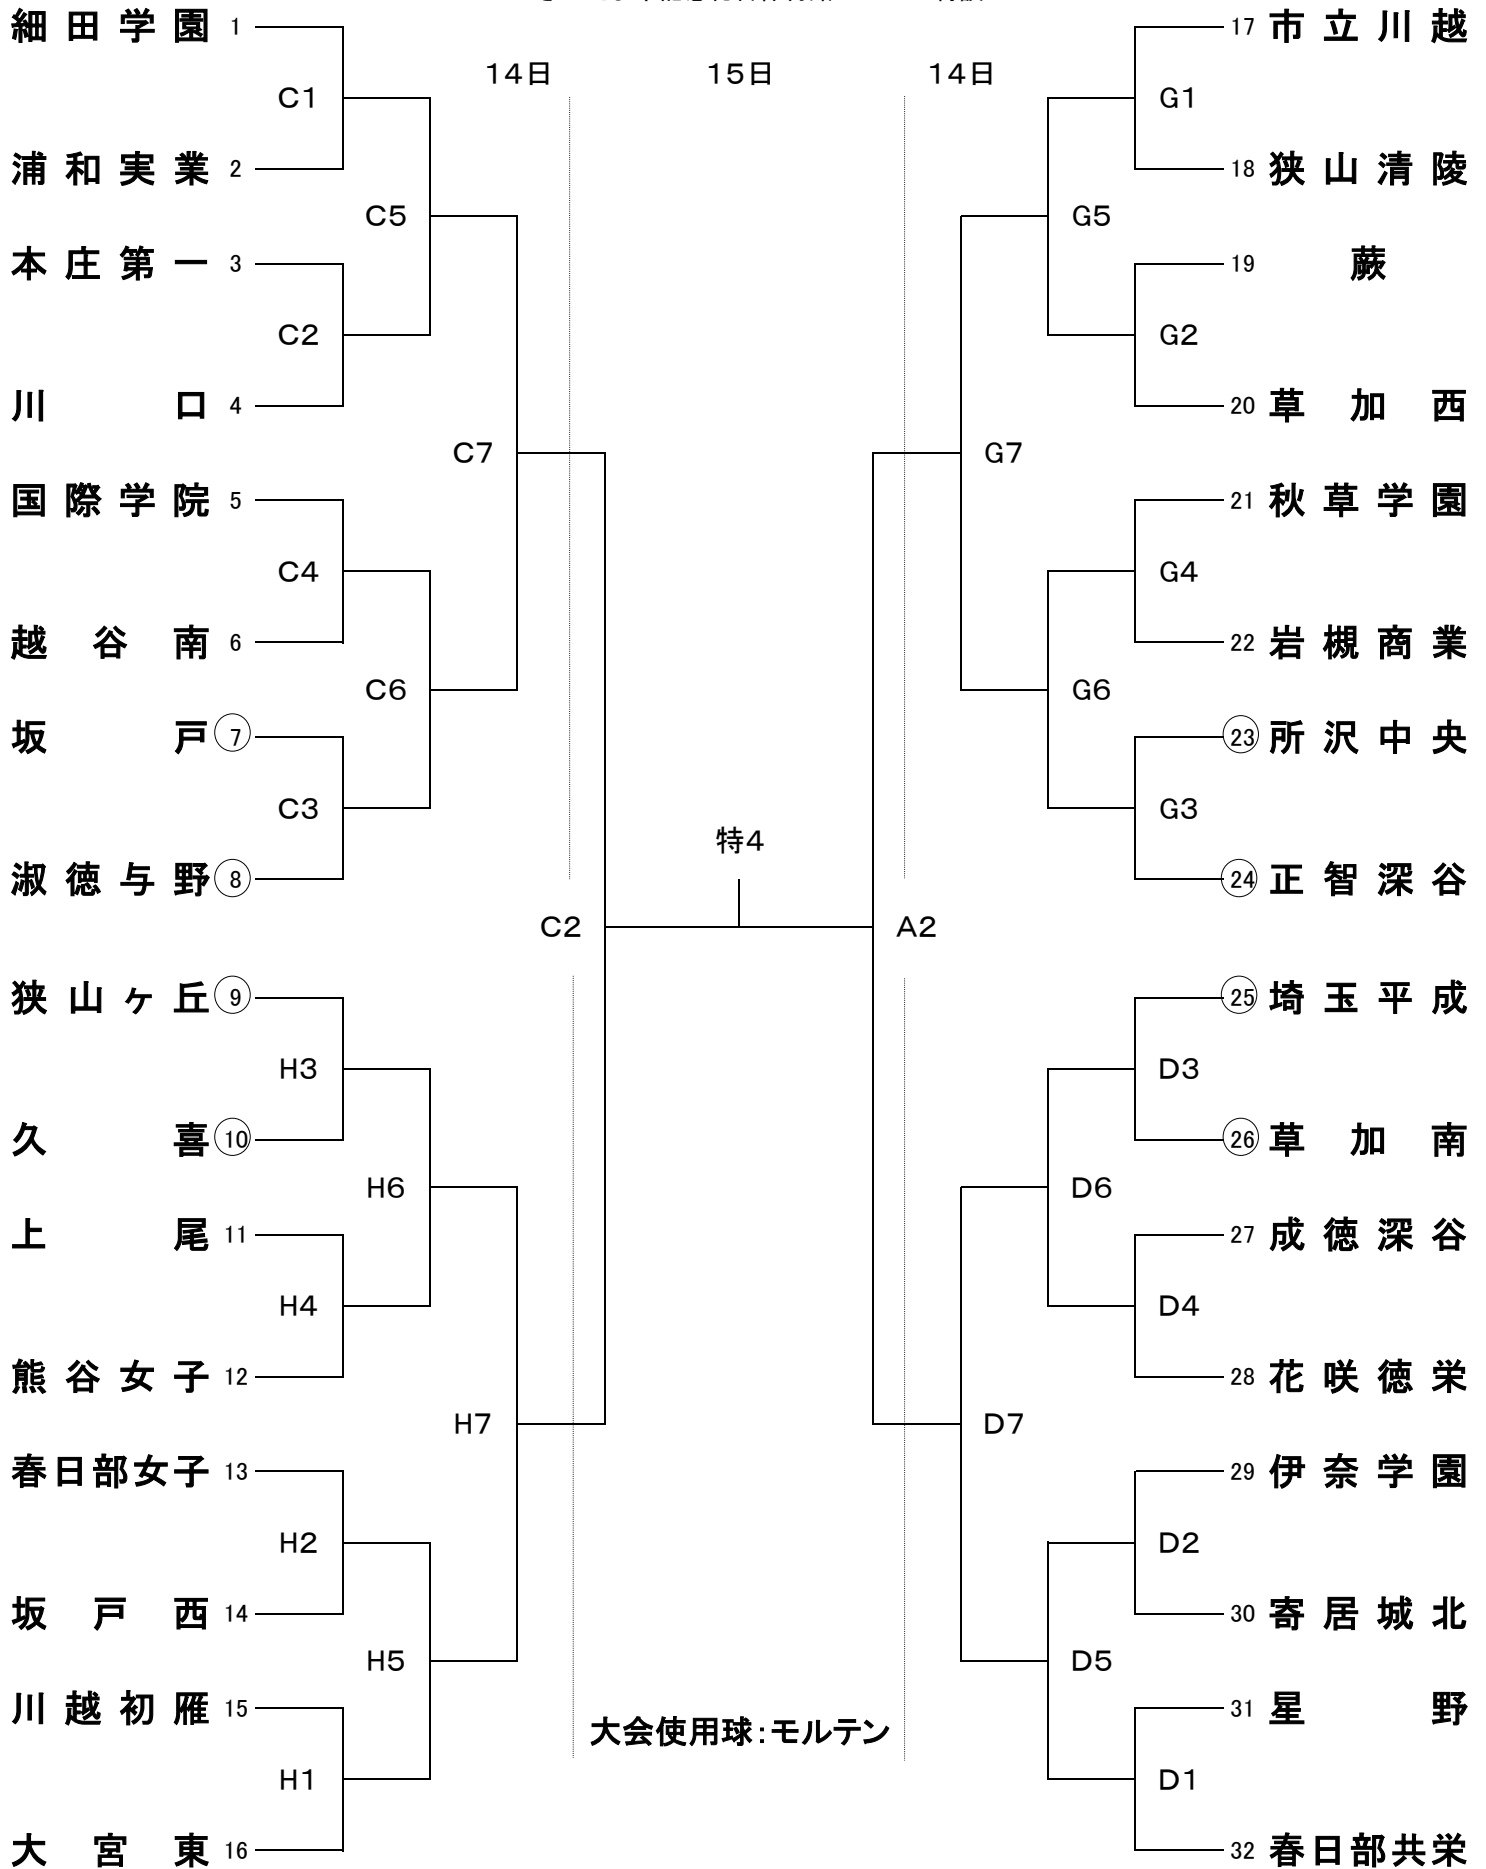 細田学園 1
17 市立川越
14日 15日 14日
C1
G1
浦和実業 2
18 狭山清陵
C5
G5
本庄第一 3
19 蕨
C2
G2
川口 4
20 草加西
C7
G7
国際学院 5
21 秋草学園
C4
G4
越谷南 6
22 岩槻商業
C6
G6
坂戸 7
23 所沢中央
C3
G3
特4
淑徳与野 8
24 正智深谷
C2
A2
狭山ヶ丘 9
25 埼玉平成
H3
D3
久喜 10
26 草加南
H6
D6
上尾 11
27 成徳深谷
H4
D4
熊谷女子 12
28 花咲徳栄
H7
D7
春日部女子 13
29 伊奈学園
H2
D2
坂戸西 14
30 寄居城北
H5
D5
川越初雁 15
31 星野
大会使用球:モルテン
H1
D1
大宮東 16
32 春日部共栄